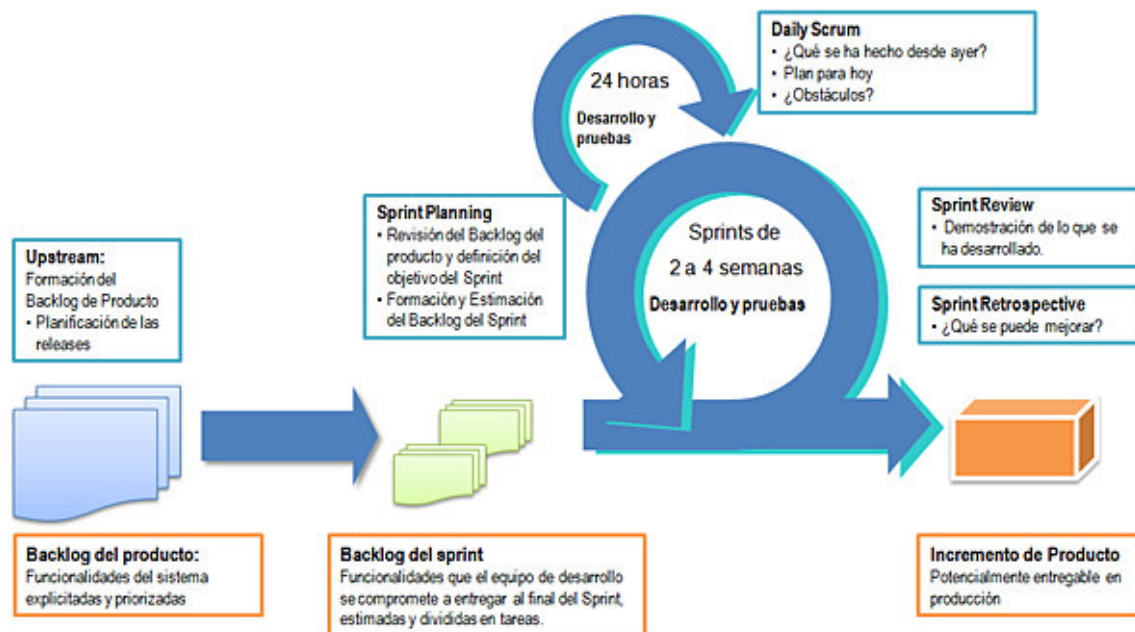 Daily Scrum
• ¿Qué se ha hecho desde ayer?
• Plan para hoy
• ¿Obstáculos?
24 horas
Desarrollo y
pruebas
Sprint Planning
• Revisión del Backlog del
producto y definición del
objetivo del Sprint
• Formación y Estimación
del Backlog del Sprint
Sprints de
2 a 4 semanas
Desarrollo y pruebas
Sprint Review
• Demostración de lo que se
ha desarrollado.
Sprint Retrospective
• ¿Qué se puede mejorar?
Upstream:
Formación del
Backlog de Producto
• Planificación de las
releases
Backlog del producto:
Funcionalidades del sistema
explicitadas y priorizadas
Backlog del sprint
Funcionalidades que el equipo de desarrollo
se compromete a entregar al final del Sprint,
estimadas y divididas en tareas.
Incremento de Producto
Potencialmente entregable en
producción